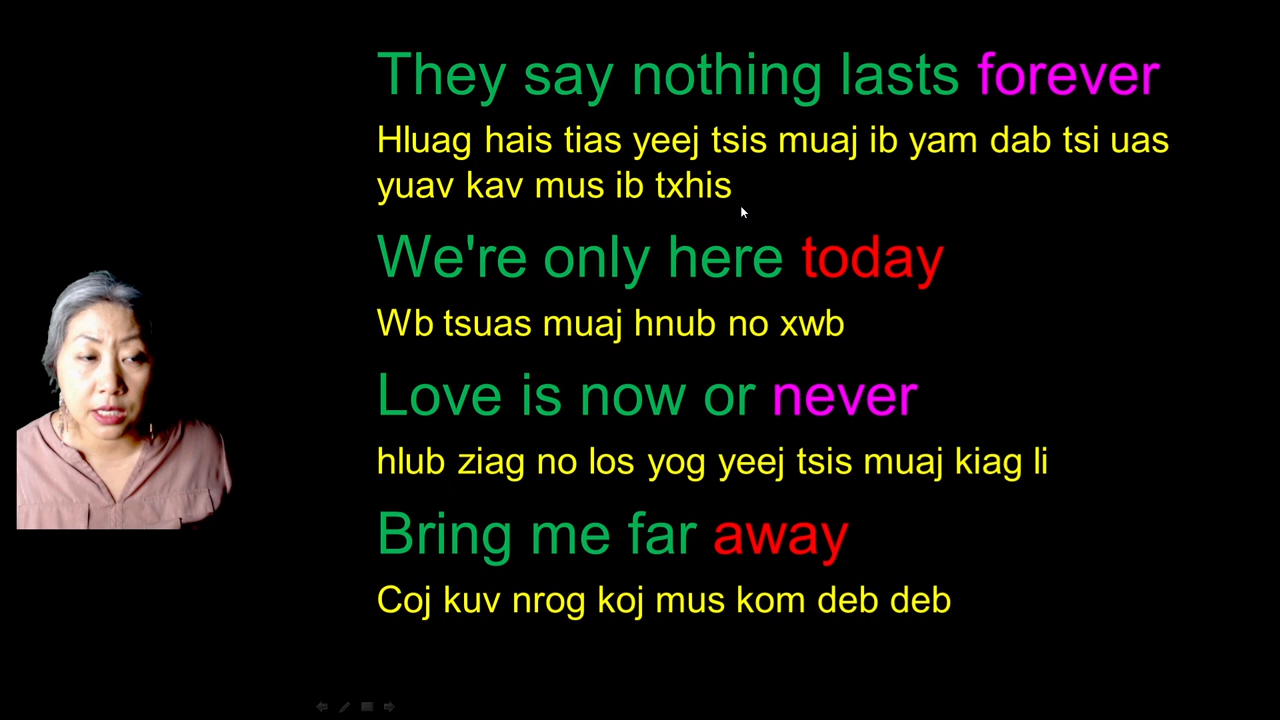 They say nothing lasts forever
Hluag hais tias yeej tsis muaj ib yam dab tsi uas
yuav kav mus ib txhis
We're only here today
Wb tsuas muaj hnub no xwb
Love is now or never
hlub ziag no los yog yeej tsis muaj kiag li
Bring me far away
Coj kuv nrog koj mus kom deb deb